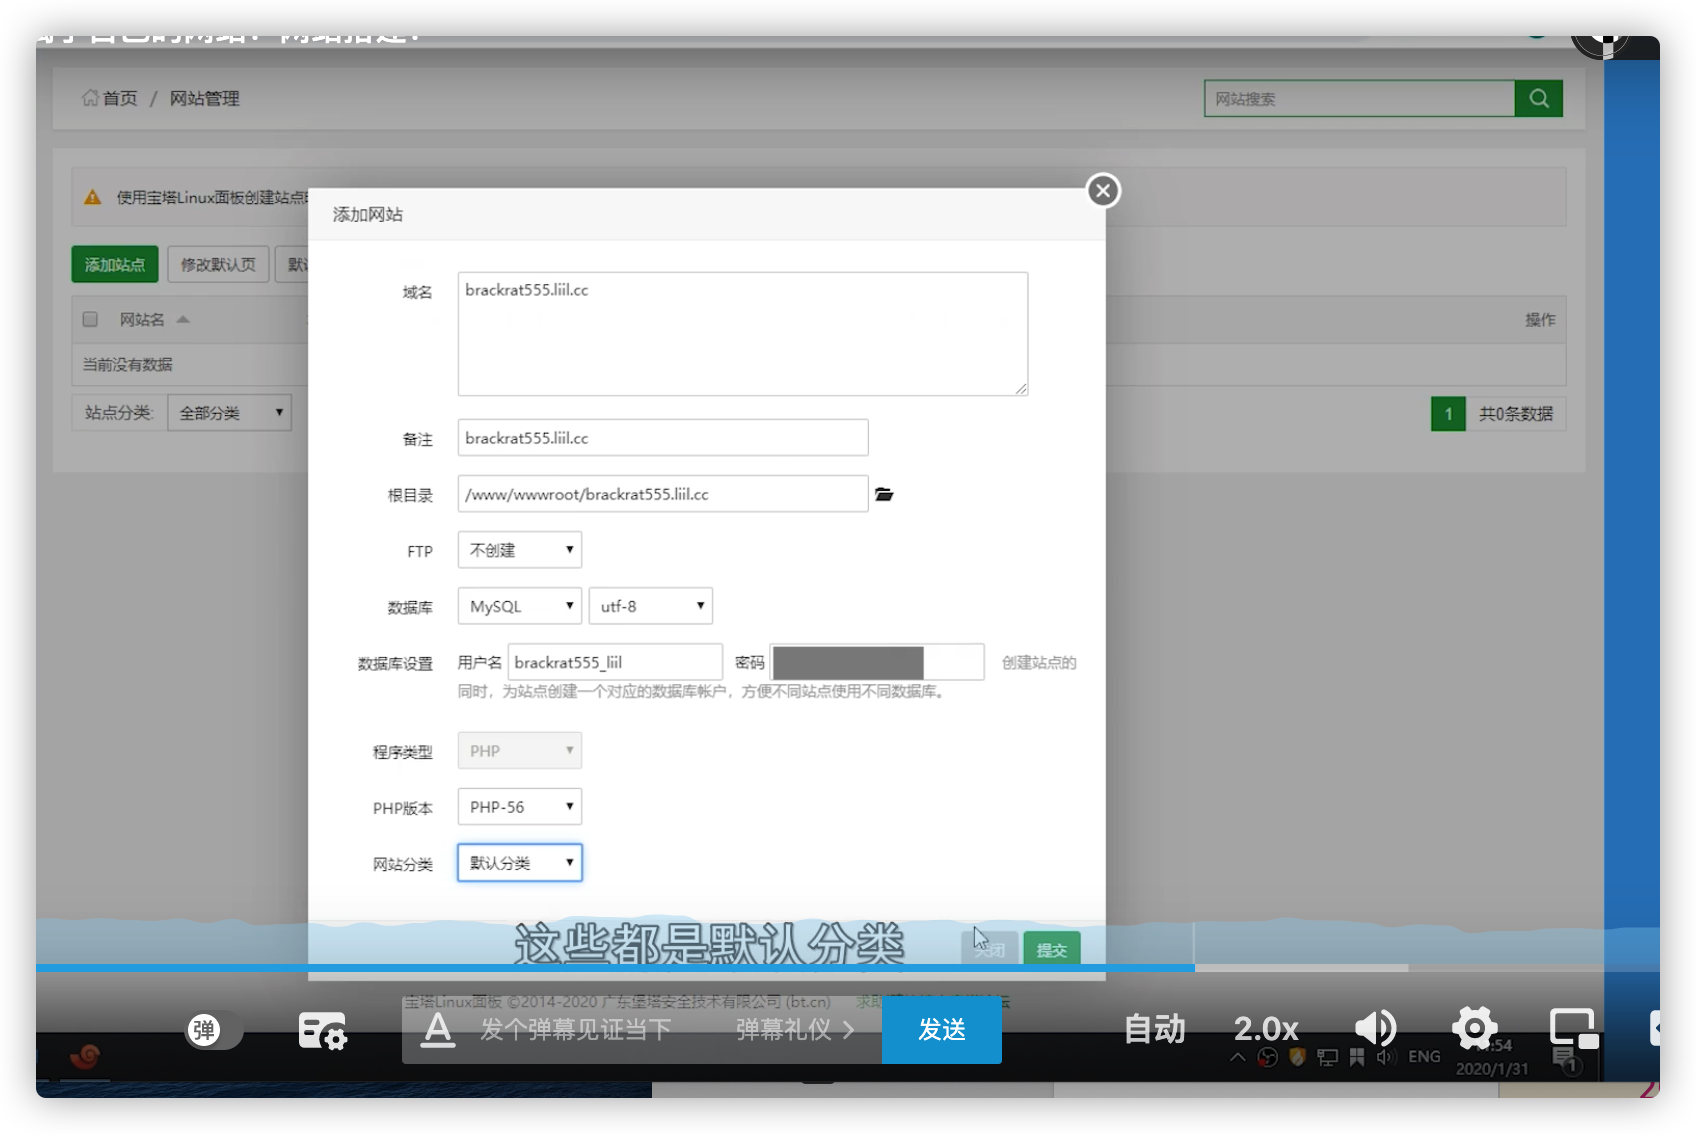 首页 / 网站管理
网站搜索
使用宝塔Linux面板创建站点
添加网站
添加站点
修改默认页
域名
brackrat555.liil.cc
网站名
操作
当前没有数据
站点分类:
全部分类
1
共0条数据
备注
brackrat555.liil.cc
根目录
/www/wwwroot/brackrat555.liil.cc
FTP
不创建
数据库
MySQL
utf-8
数据库设置
用户名
brackrat555_liil
密码
创建站点的
同时，为站点创建一个对应的数据库帐户，方便不同站点使用不同数据库。
程序类型
PHP
PHP版本
PHP-56
网站分类
默认分类
这些都是默认分类
关闭
提交
宝塔Linux面板 ©2014-2020 广东堡塔安全技术有限公司 (bt.cn)
弹
A
发个弹幕见证当下
弹幕礼仪 >
发送
自动
2.0x
ENG
:54
2020/1/31
1